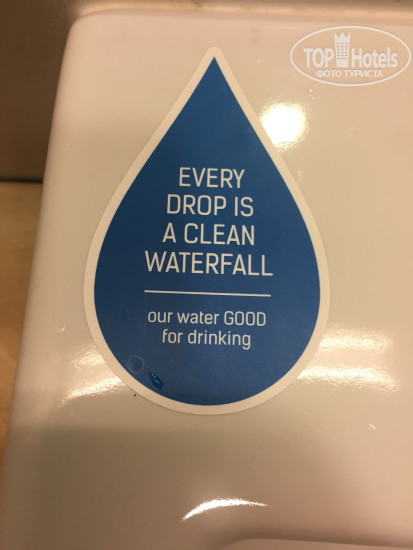 TOP Hotels
ФОТО ТУРИСТА
EVERY
DROP IS
A CLEAN
WATERFALL
our water GOOD
for drinking